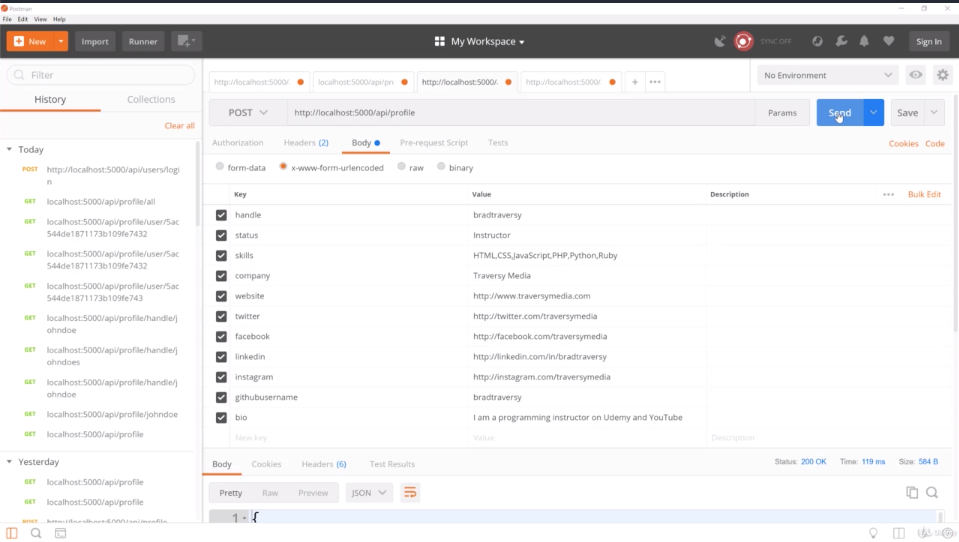 Postman
File Edit View Help
New Import Runner My Workspace SYNC OFF Sign In
Filter
History Collections
Clear all
Today
POST http://localhost:5000/api/users/logi
n
GET localhost:5000/api/profile/all
GET localhost:5000/api/profile/user/5ac
544de1871173b109fe7432
GET localhost:5000/api/profile/user/5ac
544de1871173b109fe7432
GET localhost:5000/api/profile/user/5ac
544de1871173b109fe743
GET localhost:5000/api/profile/handle/j
ohndoe
GET localhost:5000/api/profile/handle/j
ohndoes
GET localhost:5000/api/profile/handle/j
ohndoe
GET localhost:5000/api/profile/johndoe
GET localhost:5000/api/profile
Yesterday
GET localhost:5000/api/profile
GET localhost:5000/api/profile
POST http://localhost:5000/api/profile
http://localhost:5000/ localhost:5000/api/pr http://localhost:5000/ http://localhost:5000/
No Environment
POST http://localhost:5000/api/profile Params Send Save
Authorization Headers (2) Body Pre-request Script Tests Cookies Code
form-data x-www-form-urlencoded raw binary
Key Value Description Bulk Edit
handle bradtraversy
status Instructor
skills HTML,CSS,JavaScript,PHP,Python,Ruby
company Traversy Media
website http://www.traversymedia.com
twitter http://twitter.com/traversymedia
facebook http://facebook.com/traversymedia
linkedin http://linkedin.com/in/bradtraversy
instagram http://instagram.com/traversymedia
githubusername bradtraversy
bio I am a programming instructor on Udemy and YouTube
New key Value Description
Body Cookies Headers (6) Test Results Status: 200 OK Time: 119 ms Size: 584 B
Pretty Raw Preview JSON
1 {